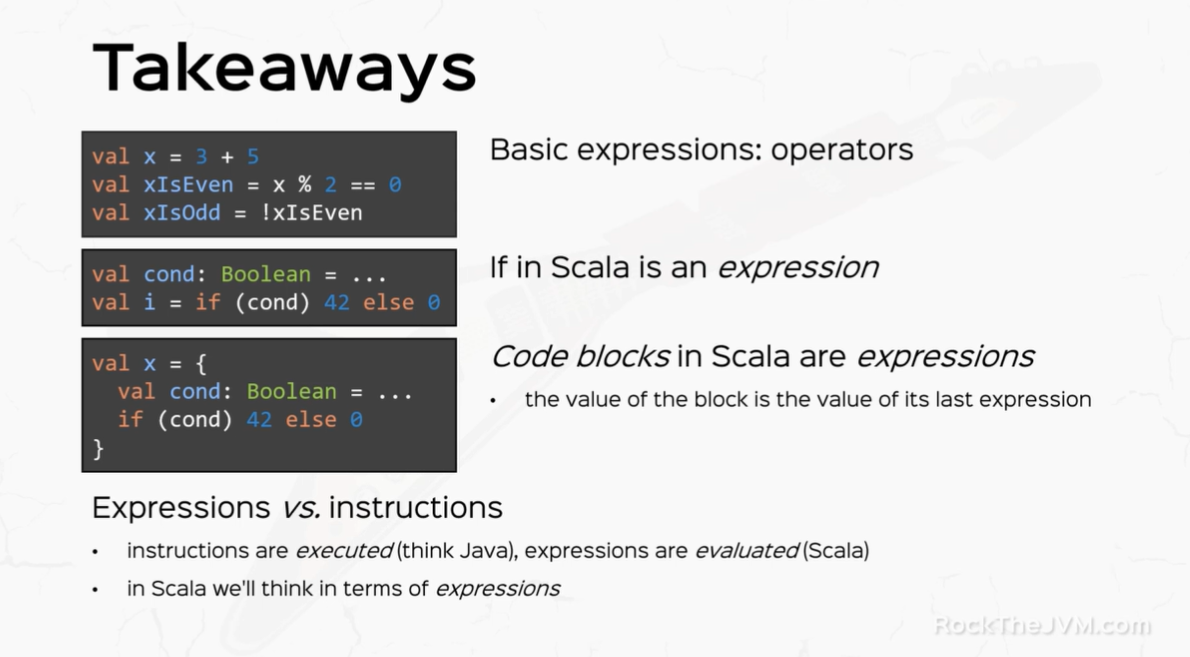 Takeaways
val x = 3 + 5
val xIsEven = x % 2 == 0
val xIsOdd = !xIsEven
Basic expressions: operators
val cond: Boolean = ...
val i = if (cond) 42 else 0
If in Scala is an expression
val x = {
  val cond: Boolean = ...
  if (cond) 42 else 0
}
Code blocks in Scala are expressions
• the value of the block is the value of its last expression
Expressions vs. instructions
• instructions are executed (think Java), expressions are evaluated (Scala)
• in Scala we'll think in terms of expressions
RockTheJVM.com